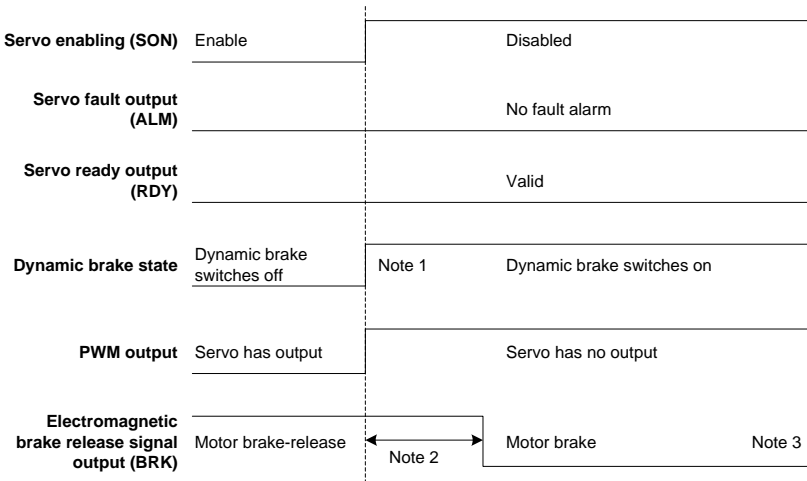 Servo enabling (SON) Enable Disabled
Servo fault output
(ALM) No fault alarm
Servo ready output
(RDY) Valid
Dynamic brake state Dynamic brake
switches off Note 1 Dynamic brake switches on
PWM output Servo has output Servo has no output
Electromagnetic
brake release signal
output (BRK) Motor brake-release Note 2 Motor brake Note 3